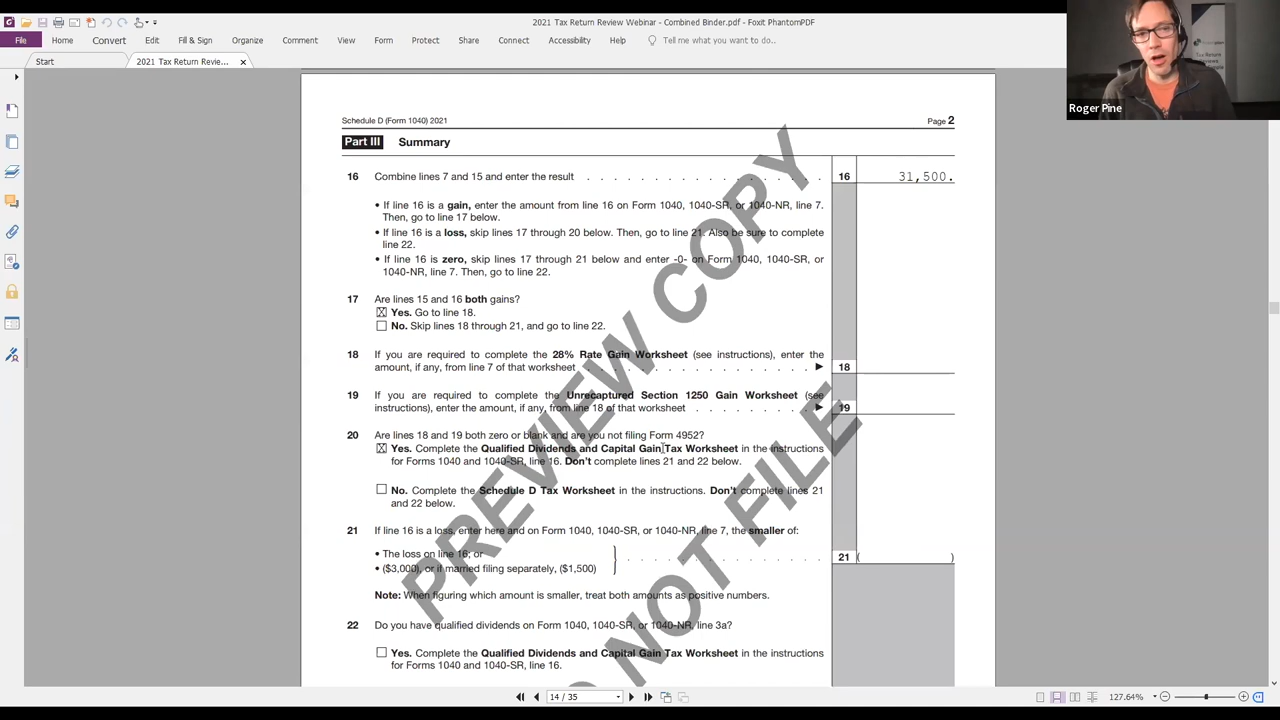 2021 Tax Return Review Webinar - Combined Binder.pdf - Foxit PhantomPDF
File Home Convert Edit Fill & Sign Organize Comment View Form Protect Share Connect Accessibility Help Tell me what you want to do..
Start 2021 Tax Return Revie...
Roger Pine
Schedule D (Form 1040) 2021 Page 2
Part III Summary
16 Combine lines 7 and 15 and enter the result . . . . . . . . . . . . . . . . . 16 31,500.
• If line 16 is a gain, enter the amount from line 16 on Form 1040, 1040-SR, or 1040-NR, line 7.
Then, go to line 17 below.
• If line 16 is a loss, skip lines 17 through 20 below. Then, go to line 21. Also be sure to complete
line 22.
• If line 16 is zero, skip lines 17 through 21 below and enter -0- on Form 1040, 1040-SR, or
1040-NR, line 7. Then, go to line 22.
17 Are lines 15 and 16 both gains?
X Yes. Go to line 18.
No. Skip lines 18 through 21, and go to line 22.
18 If you are required to complete the 28% Rate Gain Worksheet (see instructions), enter the
amount, if any, from line 7 of that worksheet . . . . . . . . . . . . . . . . ▶ 18
19 If you are required to complete the Unrecaptured Section 1250 Gain Worksheet (see
instructions), enter the amount, if any, from line 18 of that worksheet . . . . . . . . . ▶ 19
20 Are lines 18 and 19 both zero or blank and are you not filing Form 4952?
X Yes. Complete the Qualified Dividends and Capital Gain Tax Worksheet in the instructions
for Forms 1040 and 1040-SR, line 16. Don't complete lines 21 and 22 below.
No. Complete the Schedule D Tax Worksheet in the instructions. Don't complete lines 21
and 22 below.
21 If line 16 is a loss, enter here and on Form 1040, 1040-SR, or 1040-NR, line 7, the smaller of:
• The loss on line 16; or
• ($3,000), or if married filing separately, ($1,500) } . . . . . . . . . . . . . . . 21 ( )
Note: When figuring which amount is smaller, treat both amounts as positive numbers.
22 Do you have qualified dividends on Form 1040, 1040-SR, or 1040-NR, line 3a?
Yes. Complete the Qualified Dividends and Capital Gain Tax Worksheet in the instructions
for Forms 1040 and 1040-SR, line 16.
PREVIEW COPY
NOT FILE
14 / 35
127.64%